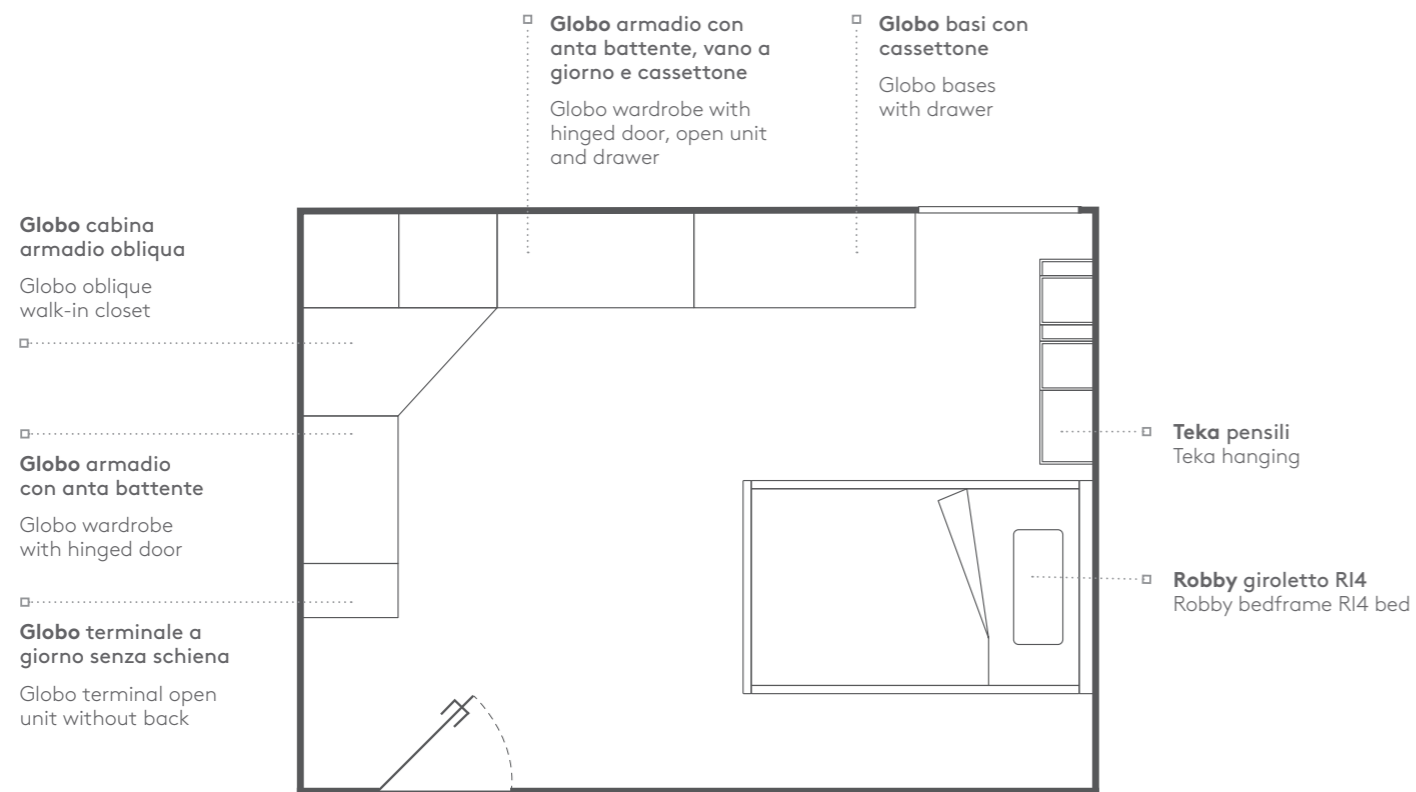 Globo armadio con
anta battente, vano a
giorno e cassettone
Globo wardrobe with
hinged door, open unit
and drawer
Globo basi con
cassettone
Globo bases
with drawer
Globo cabina
armadio obliqua
Globo oblique
walk-in closet
Globo armadio
con anta battente
Globo wardrobe
with hinged door
Globo terminale a
giorno senza schiena
Globo terminal open
unit without back
Teka pensili
Teka hanging
Robby giroletto RI4
Robby bedframe RI4 bed